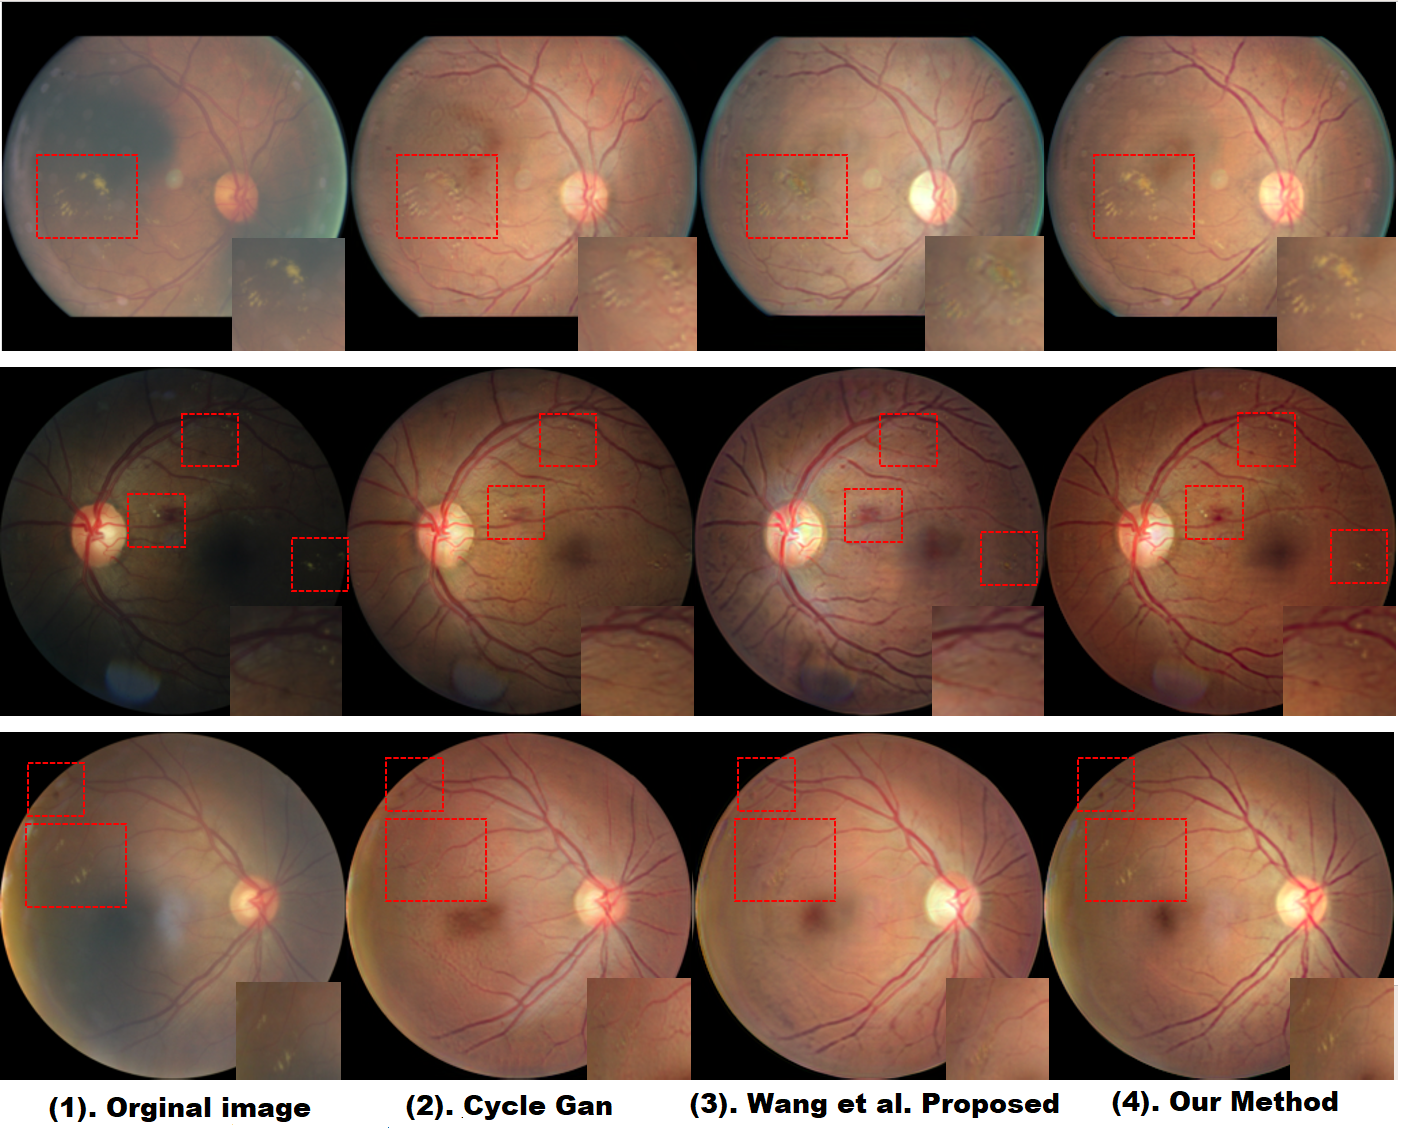 (1). Orginal image
(2). Cycle Gan
(3). Wang et al. Proposed
(4). Our Method